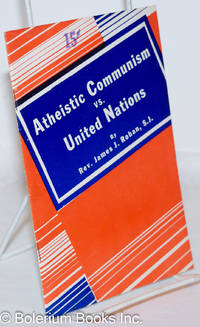 15¢
Atheistic Communism
vs.
United Nations
By
Rev. James J. Rohan, S.J.
© Bolerium Books Inc.